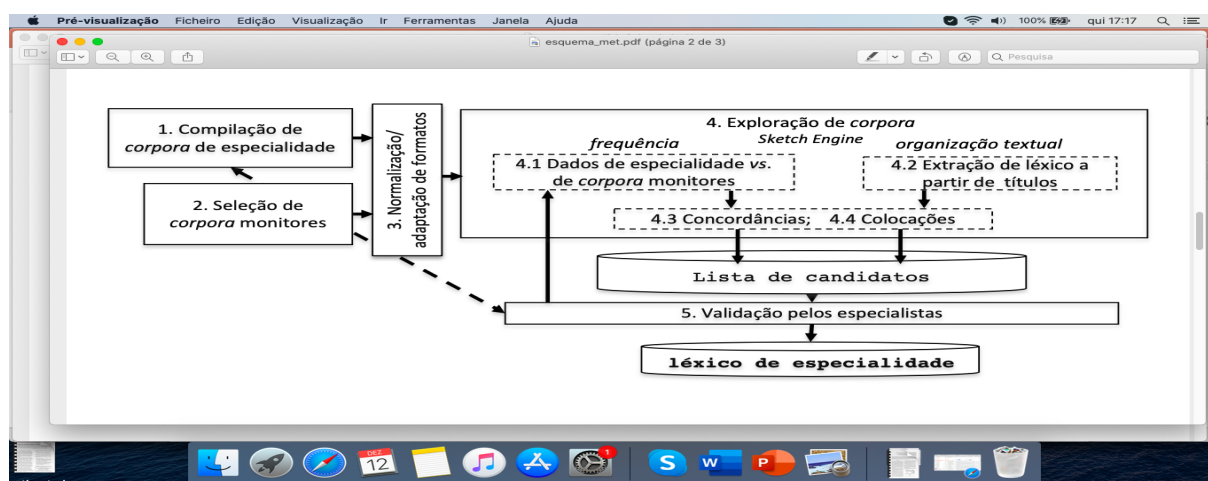 Pré-visualização Ficheiro Edição Visualização Ir Ferramentas Janela Ajuda 100% qui 17:17
esquema_met.pdf (página 2 de 3)
Pesquisa
1. Compilação de
corpora de especialidade
2. Seleção de
corpora monitores
3. Normalização/
adaptação de formatos
4. Exploração de corpora
Sketch Engine
frequência
organização textual
4.1 Dados de especialidade vs.
de corpora monitores
4.2 Extração de léxico a
partir de títulos
4.3 Concordâncias; 4.4 Colocações
Lista de candidatos
5. Validação pelos especialistas
léxico de especialidade
DEZ
12
1
S
W
P